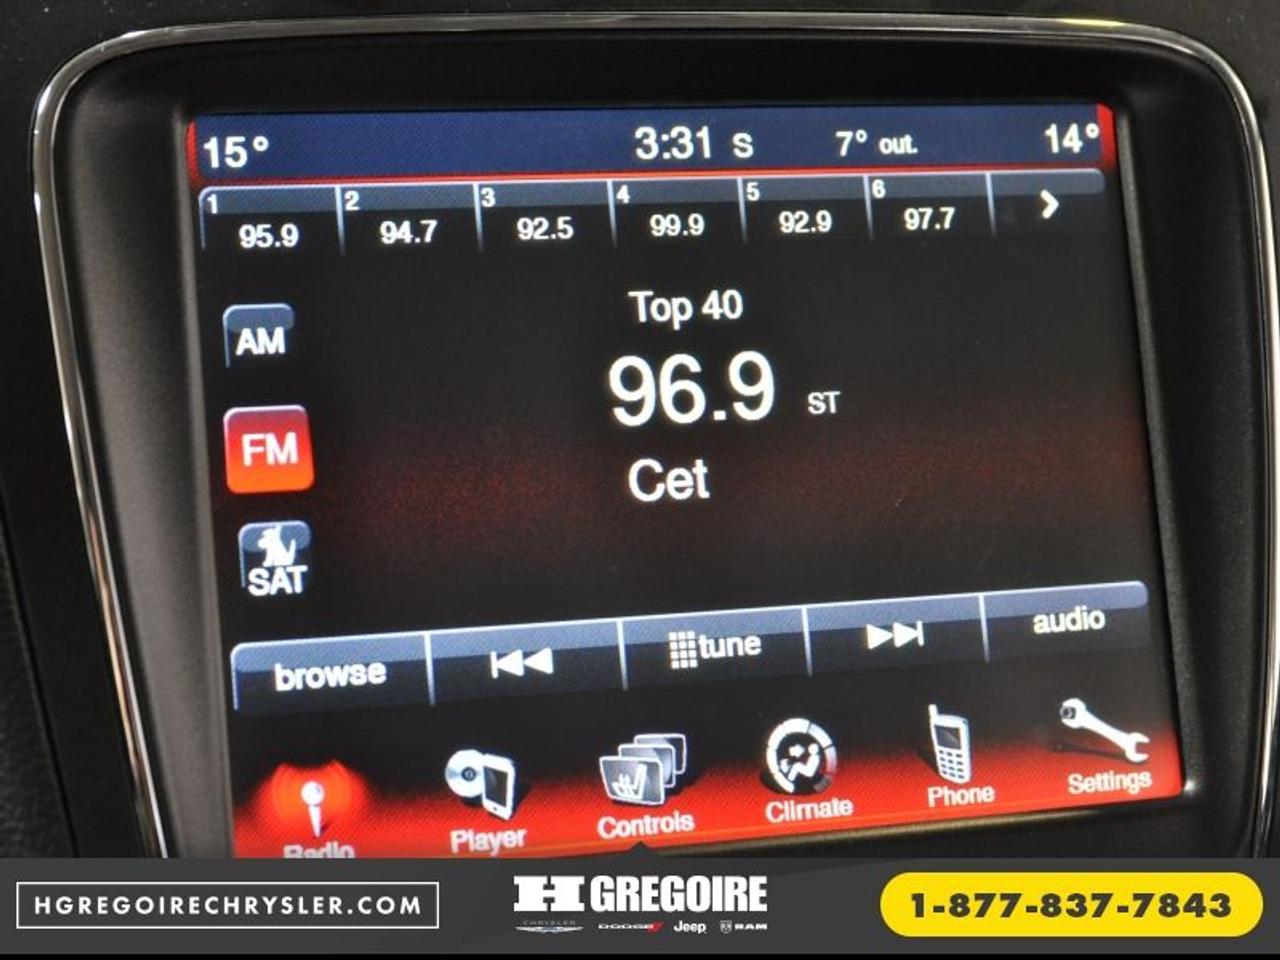 15° 3:31 S 7° out. 14°
1 2 3 4 5 6
95.9 94.7 92.5 99.9 92.9 97.7
Top 40
AM
96.9 ST
FM
Cet
SAT
browse tune audio
Radio Player Controls Climate Phone Settings
HGREGOIRECHRYSLER.COM H GREGOIRE 1-877-837-7843
CHRYSLER DODGE Jeep RAM